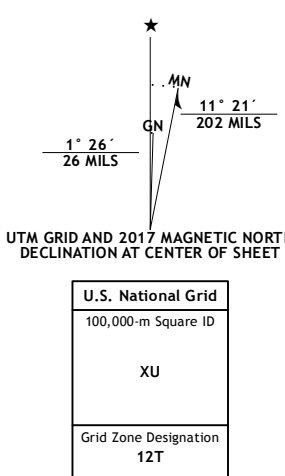 ★
MN
GN
11° 21´
202 MILS
1° 26´
26 MILS
UTM GRID AND 2017 MAGNETIC NORT
DECLINATION AT CENTER OF SHEET
U.S. National Grid
100,000-m Square ID
XU
Grid Zone Designation
12T